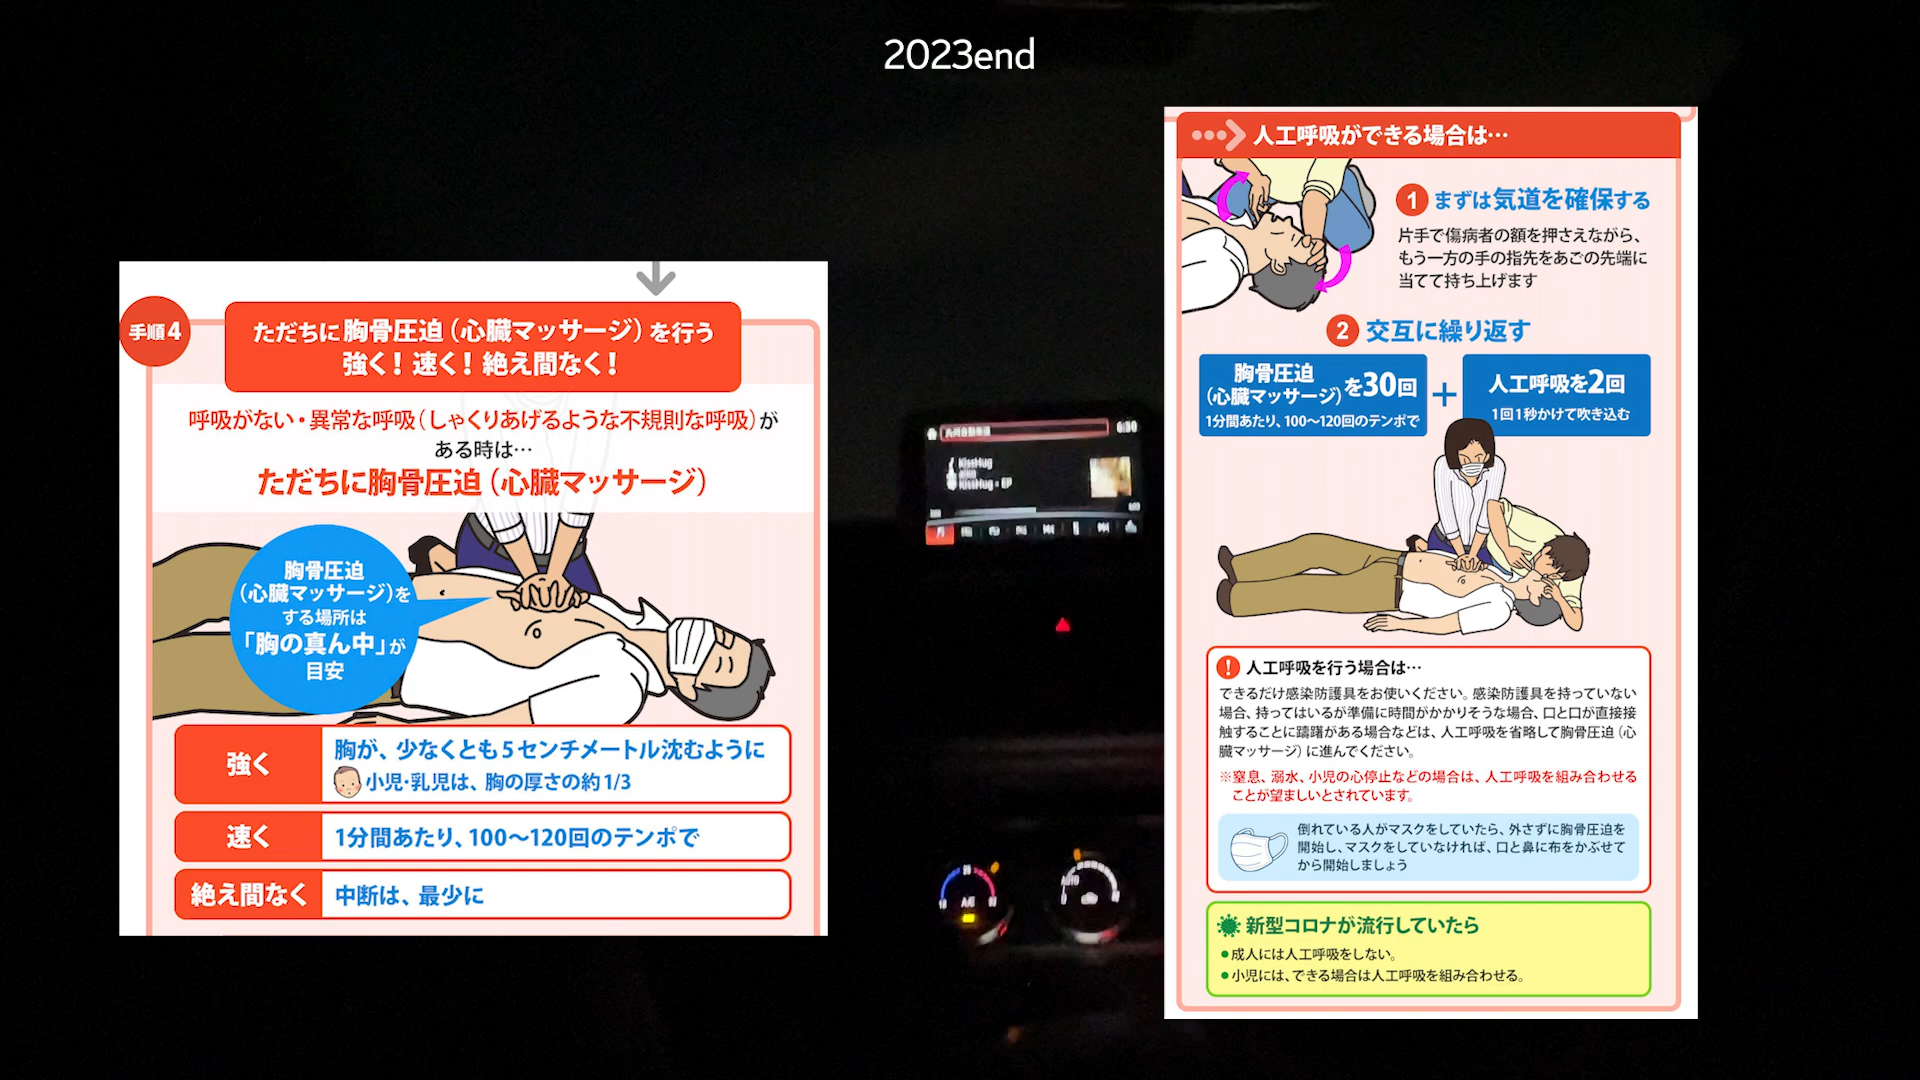 2023end
手順4
ただちに胸骨圧迫(心臓マッサージ)を行う
強く!速く!絶え間なく!
呼吸がない・異常な呼吸(しゃくりあげるような不規則な呼吸)が
ある時は…
ただちに胸骨圧迫(心臓マッサージ)
胸骨圧迫
(心臓マッサージ)を
する場所は
「胸の真ん中」が
目安
強く
胸が、少なくとも5センチメートル沈むように
小児・乳児は、胸の厚さの約1/3
速く
1分間あたり、100〜120回のテンポで
絶え間なく
中断は、最少に
九州自動車道
6:50
KissHug
aiko
KissHug - EP
AUTO
A/C
人工呼吸ができる場合は…
1 まずは気道を確保する
片手で傷病者の額を押さえながら、
もう一方の手の指先をあごの先端に
当てて持ち上げます
2 交互に繰り返す
胸骨圧迫
(心臓マッサージ)を30回
1分間あたり、100〜120回のテンポで
+
人工呼吸を2回
1回1秒かけて吹き込む
! 人工呼吸を行う場合は…
できるだけ感染防護具をお使いください。感染防護具を持っていない
場合、持ってはいるが準備に時間がかかりそうな場合、口と口が直接接
触することに躊躇がある場合などは、人工呼吸を省略して胸骨圧迫(心
臓マッサージ)に進んでください。
※窒息、溺水、小児の心停止などの場合は、人工呼吸を組み合わせる
ことが望ましいとされています。
倒れている人がマスクをしていたら、外さずに胸骨圧迫を
開始し、マスクをしていなければ、口と鼻に布をかぶせて
から開始しましょう
新型コロナが流行していたら
●成人には人工呼吸をしない。
●小児には、できる場合は人工呼吸を組み合わせる。